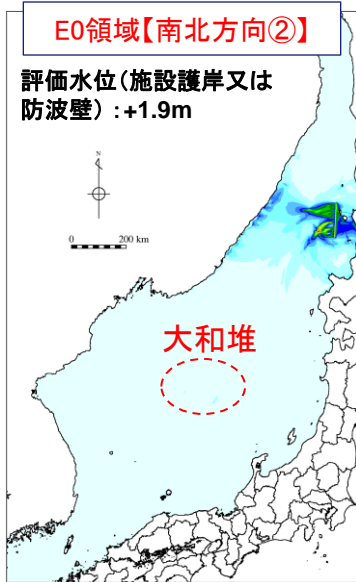 E0領域【南北方向②】
評価水位(施設護岸又は
防波壁):+1.9m
N
0 200 km
大和堆